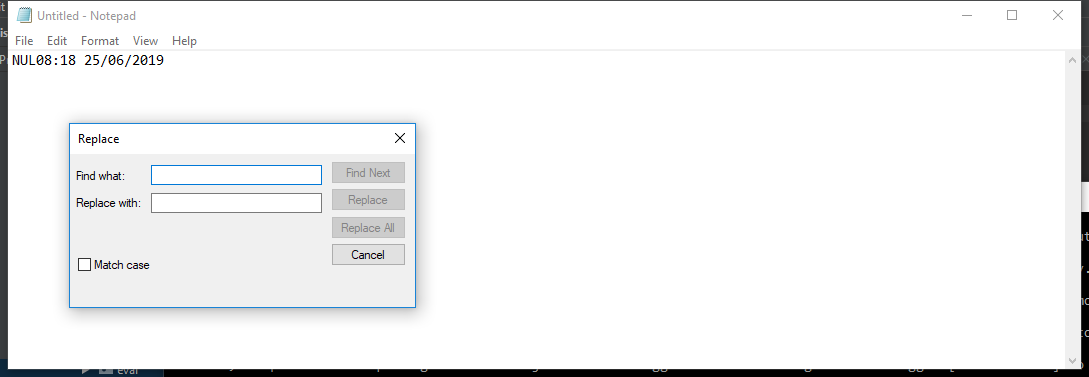 Untitled - Notepad
File Edit Format View Help
NUL08:18 25/06/2019
Replace
Find what:
Find Next
Replace with:
Replace
Replace All
Cancel
Match case
eval